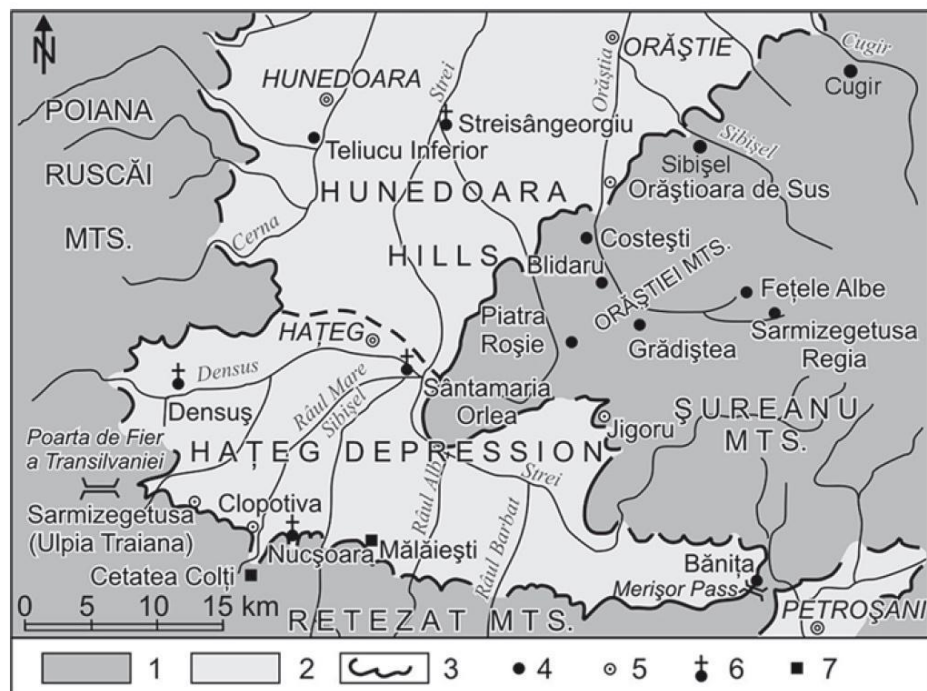 N
POIANA
RUSCĂI
MTS.
HUNEDOARA
Strei
Orăştia
ORĂŞTIE
Cugir
Cugir
Teliucu Inferior
Streisângeorgiu
Sibişel
Sibişel
Orăştioara de Sus
HUNEDOARA
HILLS
Cerna
Costeşti
Blidaru
ORĂŞTIEI MTS.
Feţele Albe
Piatra
Roşie
Grădiştea
Sarmizegetusa
Regia
HAŢEG
Densus
Densuş
Râul Mare
Sibişel
Sântamaria
Orlea
ŞUREANU
MTS.
Jigoru
Poarta de Fier
a Transilvaniei
HAŢEG DEPRESSION
Strei
Râul Alb
Râul Barbat
Sarmizegetusa
(Ulpia Traiana)
Clopotiva
Nucşoara
Mălăieşti
Cetatea Colţi
Băniţa
Merişor Pass
PETROŞANI
RETEZAT MTS.
0 5 10 15 km
1 2 3 4 5 6 7